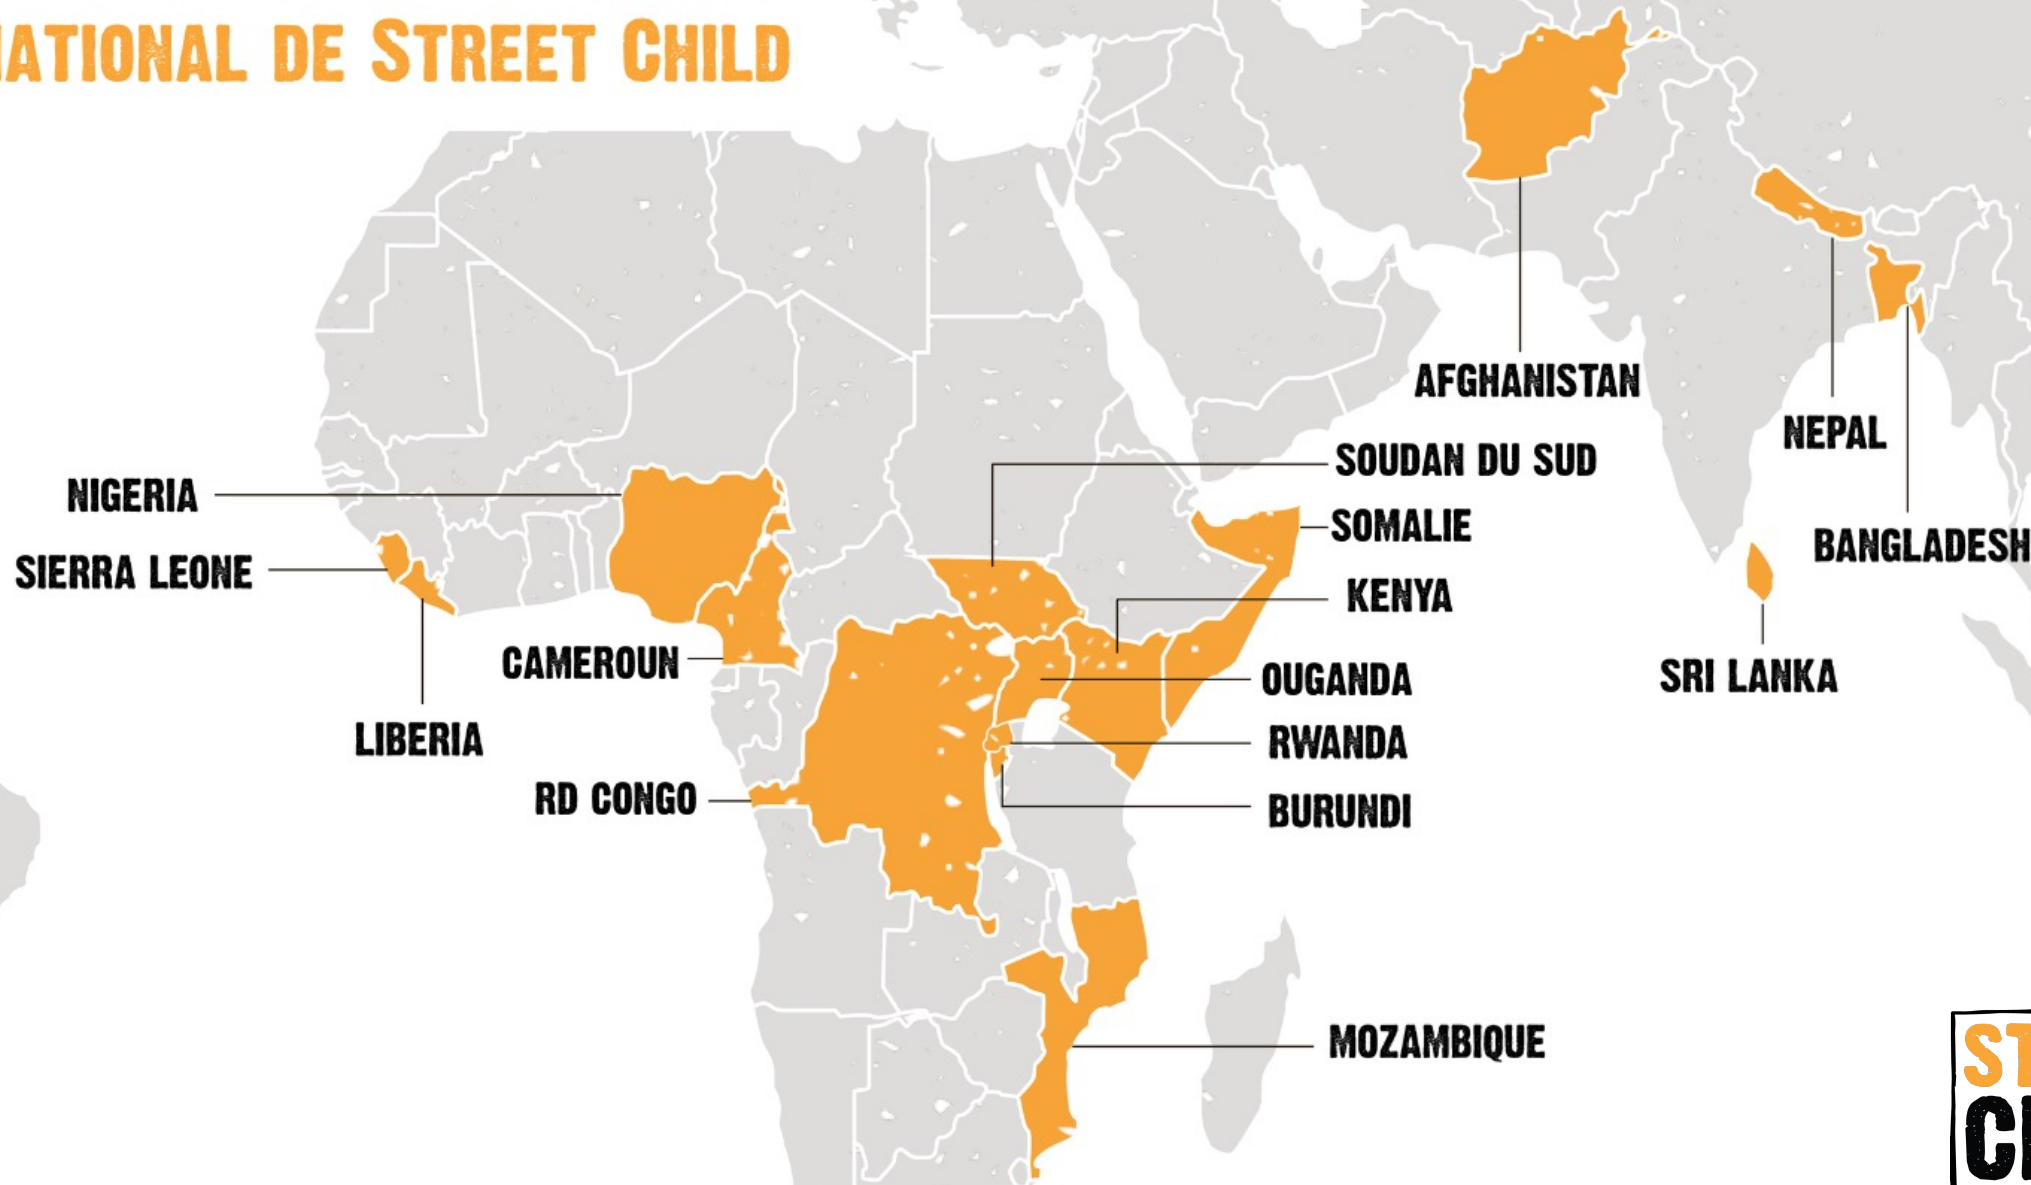 NATIONAL DE STREET CHILD
AFGHANISTAN
NEPAL
SOUDAN DU SUD
NIGERIA
SOMALIE
BANGLADESH
SIERRA LEONE
KENYA
CAMEROUN
OUGANDA
SRI LANKA
LIBERIA
RWANDA
RD CONGO
BURUNDI
MOZAMBIQUE
ST